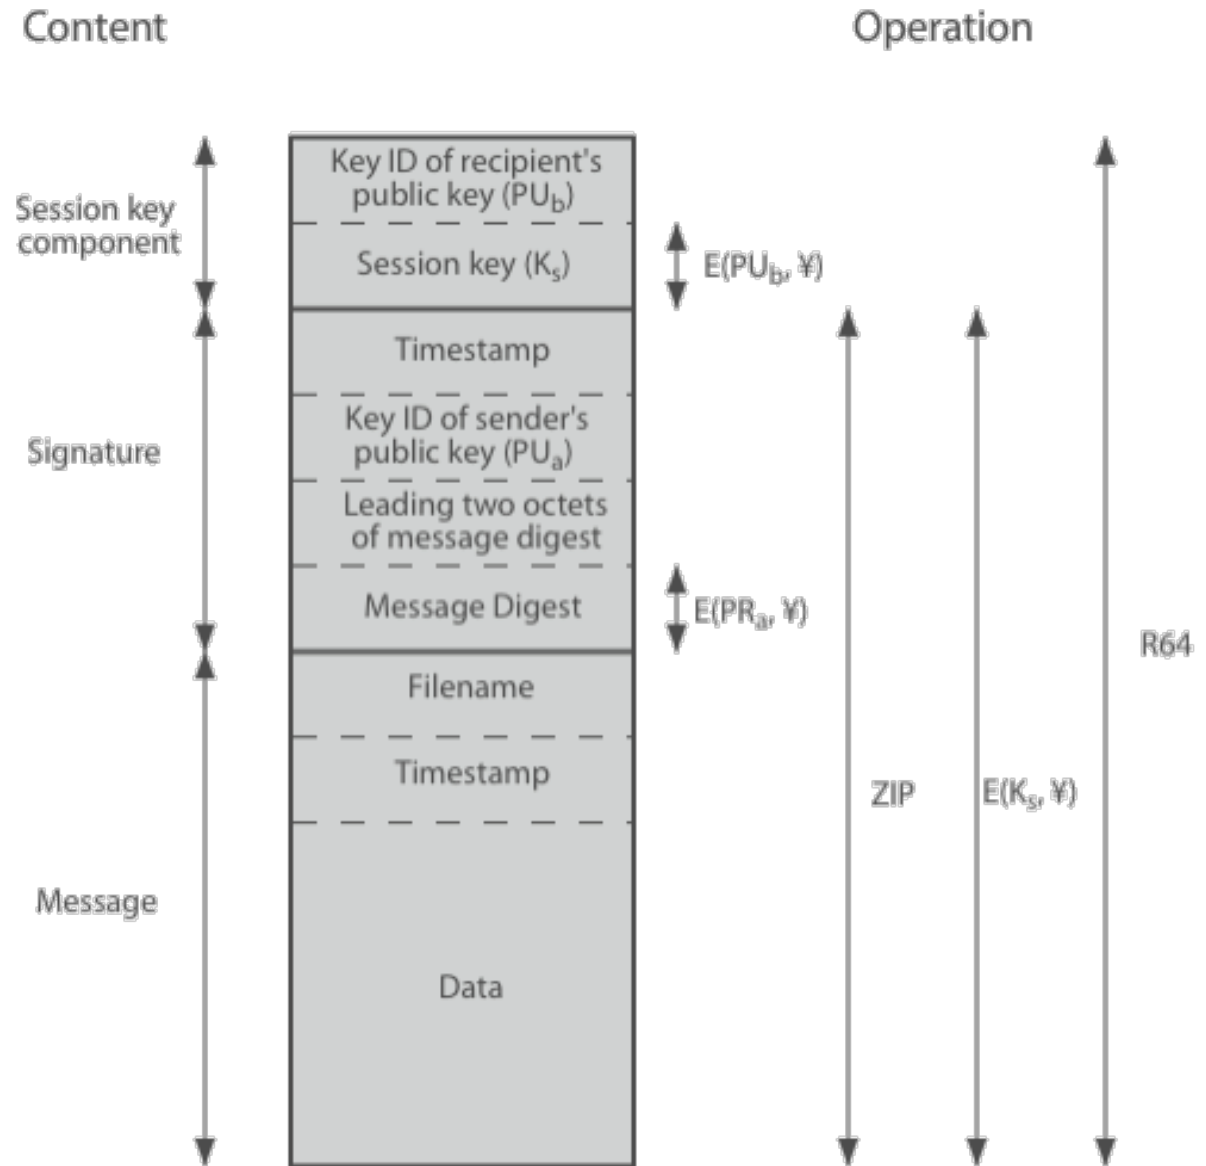 Content
Operation
Key ID of recipient's
public key (PUb)
Session key
component
Session key (Ks)
E(PUb, ¥)
Timestamp
Key ID of sender's
public key (PUa)
Signature
Leading two octets
of message digest
Message Digest
E(PRa, ¥)
R64
Filename
Timestamp
ZIP
E(Ks, ¥)
Message
Data